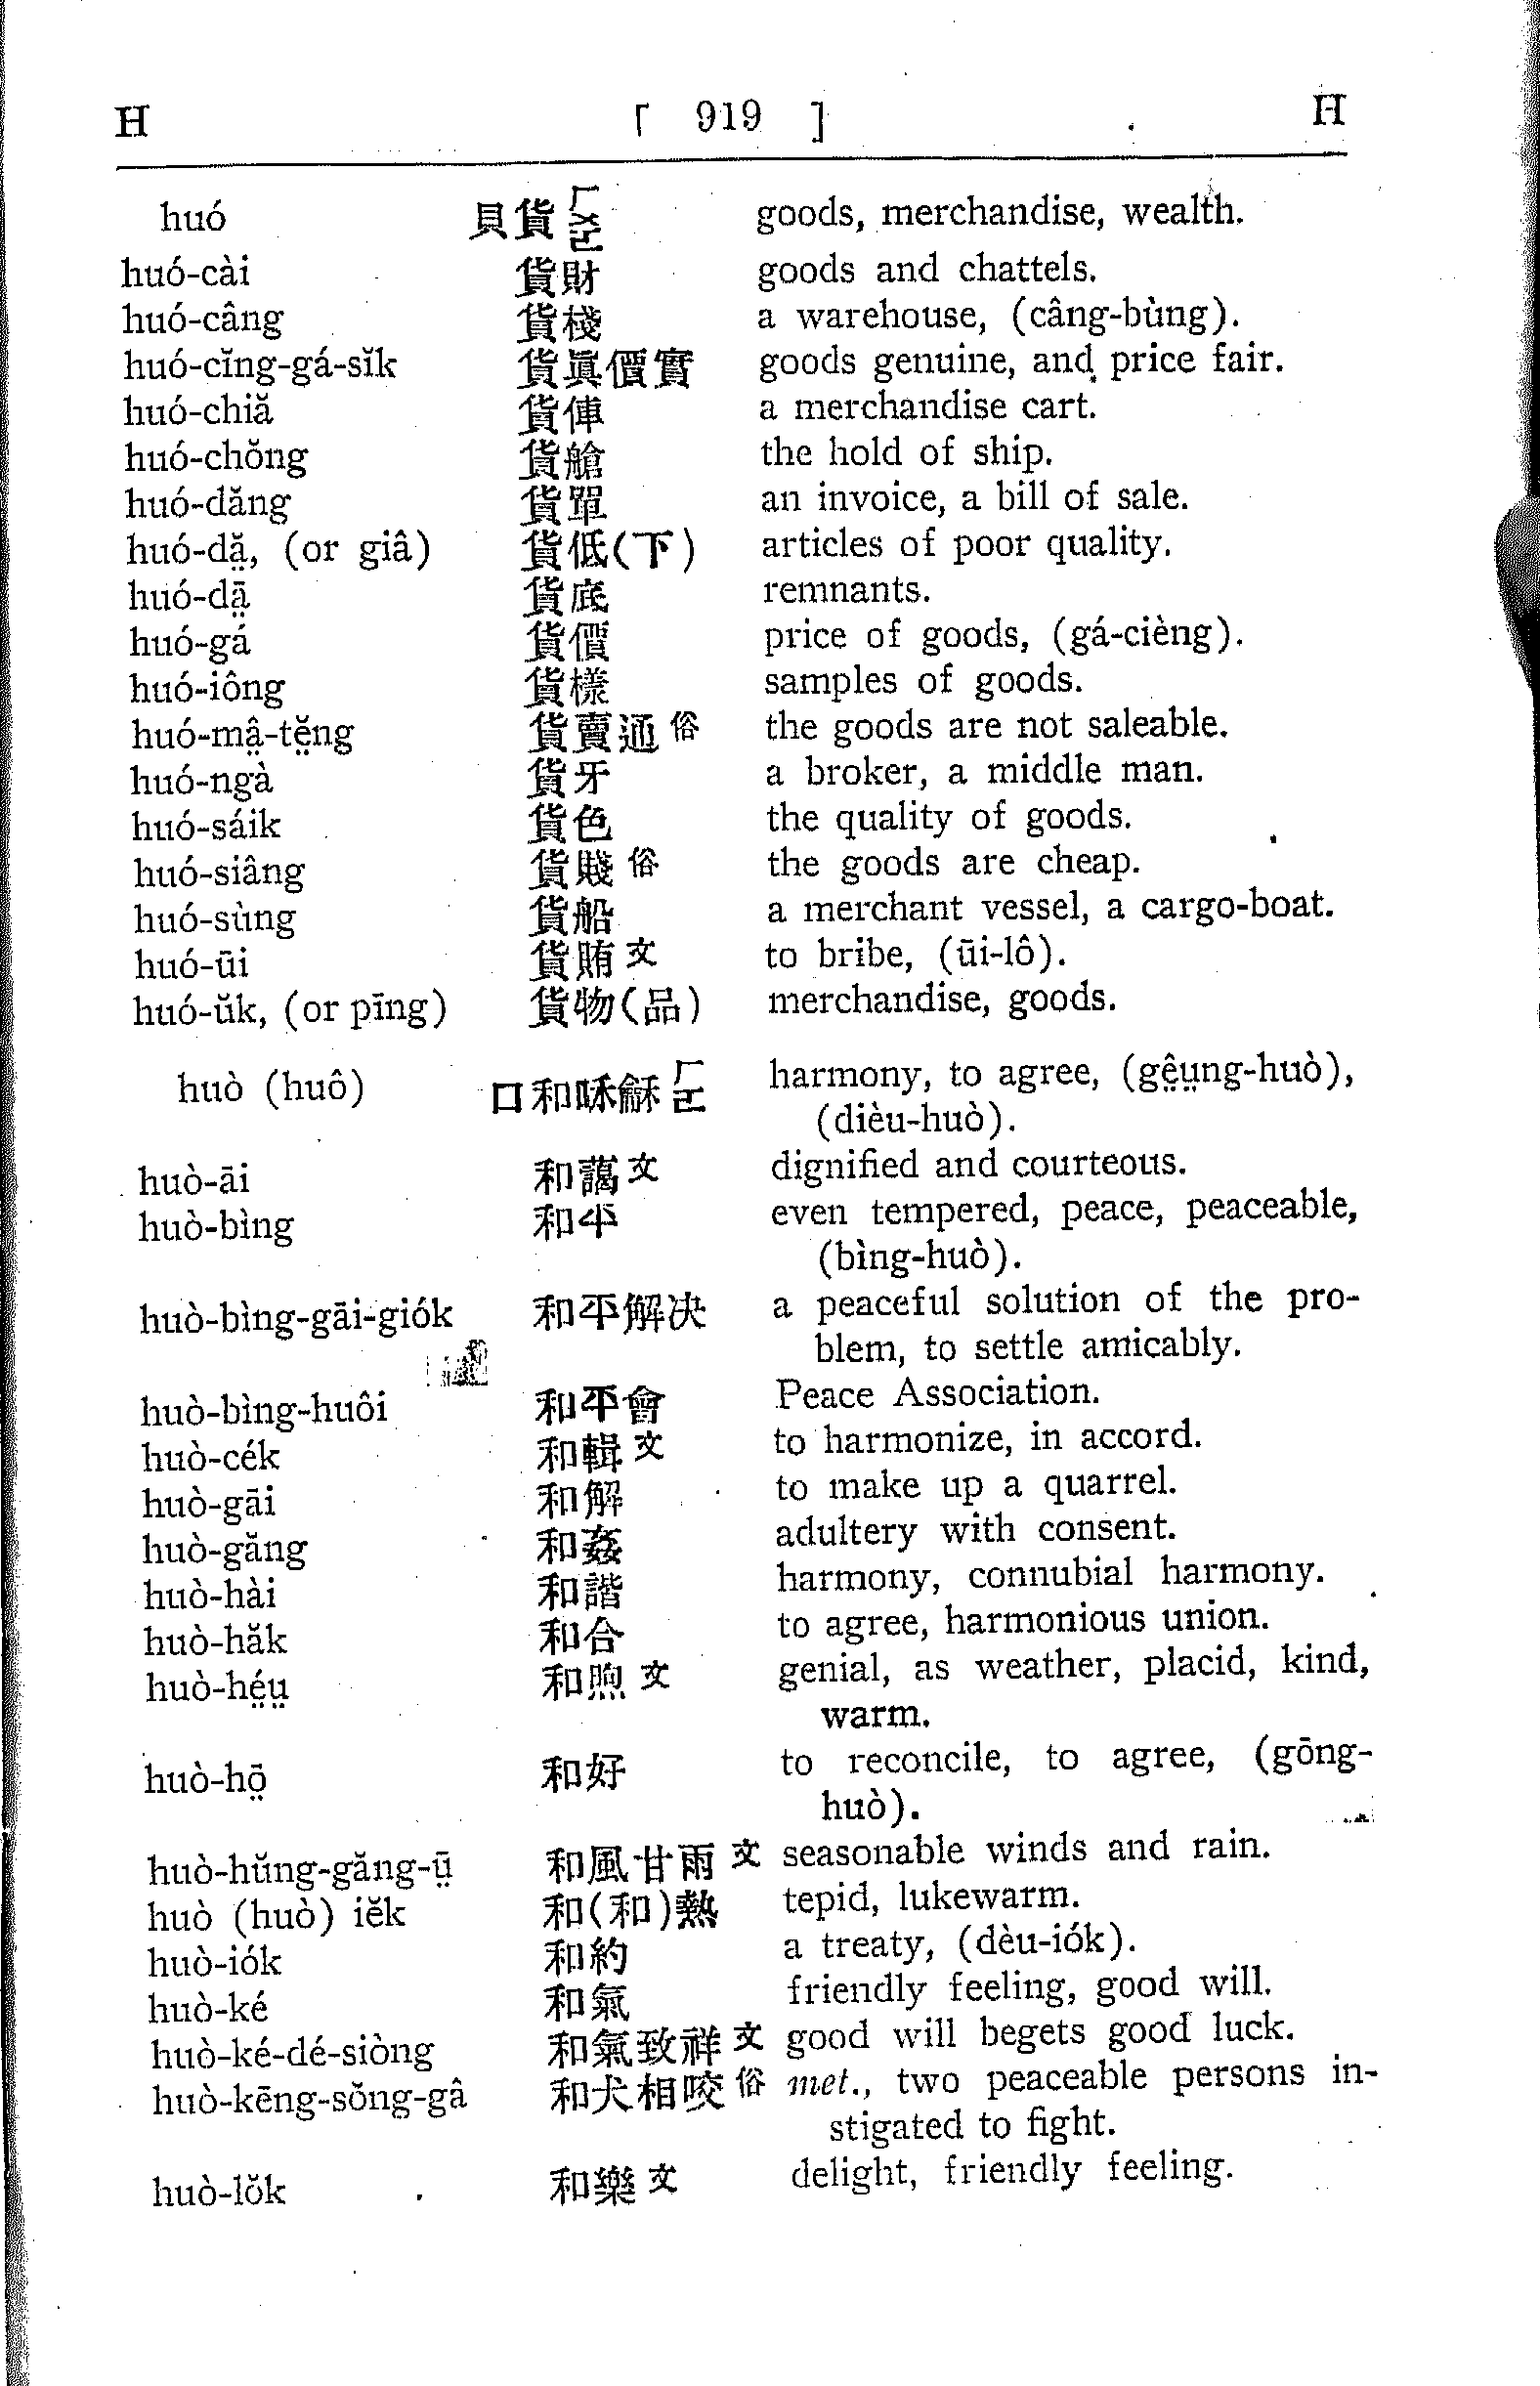 H [ 919 ] H
huó 貝貨ㄏㄨㄛ goods, merchandise, wealth.
huó-cài 貨財 goods and chattels.
huó-câng 貨棧 a warehouse, (câng-bùng).
huó-cĭng-gá-sĭk 貨眞價實 goods genuine, and price fair.
huó-chiă 貨俥 a merchandise cart.
huó-chŏng 貨艙 the hold of ship.
huó-dăng 貨單 an invoice, a bill of sale.
huó-dă̤, (or giâ) 貨低(下) articles of poor quality.
huó-dā̤ 貨底 remnants.
huó-gá 貨價 price of goods, (gá-cièng).
huó-iông 貨樣 samples of goods.
huó-mâ̤-tĕ̤ng 貨賣通俗 the goods are not saleable.
huó-ngà 貨牙 a broker, a middle man.
huó-sáik 貨色 the quality of goods.
huó-siâng 貨賤俗 the goods are cheap.
huó-sùng 貨船 a merchant vessel, a cargo-boat.
huó-ūi 貨賄文 to bribe, (ūi-lô).
huó-ŭk, (or pīng) 貨物(品) merchandise, goods.
huò (huô) 口和咊龢ㄏㄛ harmony, to agree, (gê̤ṳng-huò),
(dièu-huò).
huò-āi 和藹文 dignified and courteous.
huò-bìng 和平 even tempered, peace, peaceable,
(bìng-huò).
huò-bìng-gāi-giók 和平解决 a peaceful solution of the pro-
blem, to settle amicably.
huò-bìng-huôi 和平會 Peace Association.
huò-cék 和輯文 to harmonize, in accord.
huò-gāi 和解 to make up a quarrel.
huò-găng 和姦 adultery with consent.
huò-hài 和諧 harmony, connubial harmony.
huò-hăk 和合 to agree, harmonious union.
huò-hé̤ṳ 和煦文 genial, as weather, placid, kind,
warm.
huò-hō̤ 和好 to reconcile, to agree, (gōng-
huò).
huò-hŭng-găng-ṳ̄ 和風甘雨文 seasonable winds and rain.
huò (huò) iĕk 和(和)熱 tepid, lukewarm.
huò-iók 和約 a treaty, (dèu-iók).
huò-ké 和氣 friendly feeling, good will.
huò-ké-dé-siòng 和氣致祥文 good will begets good luck.
huò-kēng-sŏng-gâ 和犬相咬俗 met., two peaceable persons in-
stigated to fight.
huò-lŏk 和樂文 delight, friendly feeling.